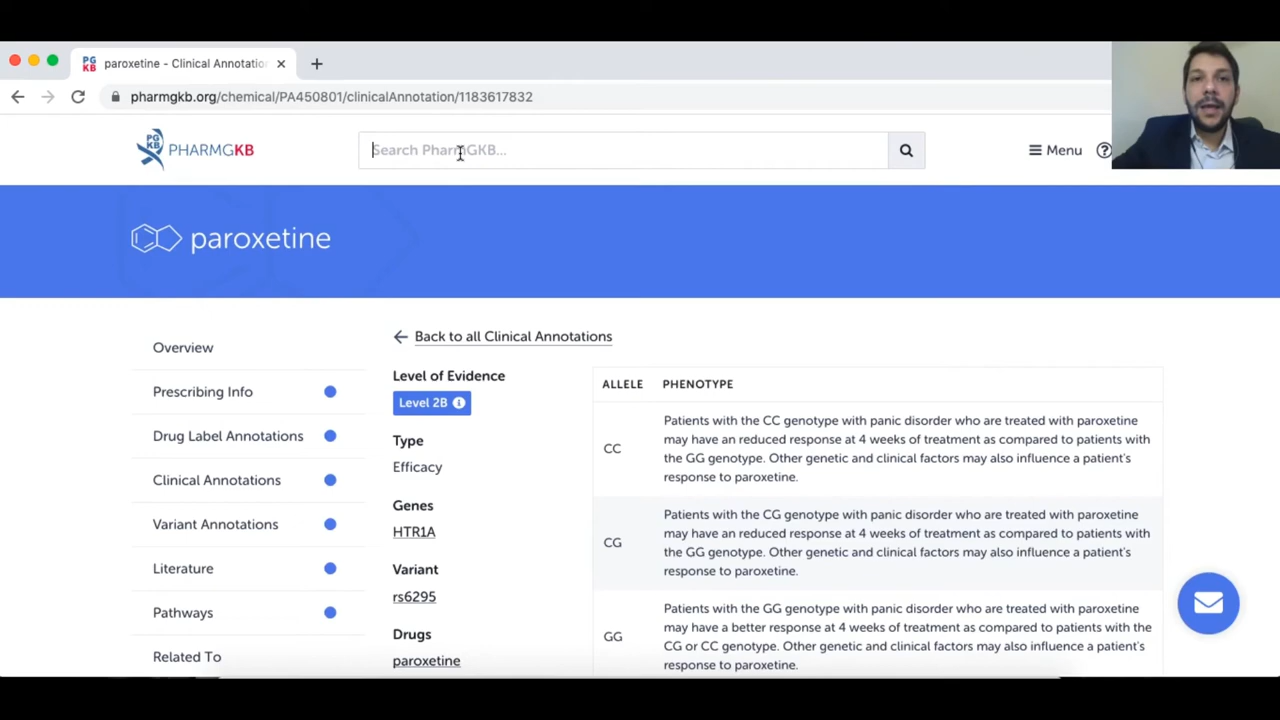 PG
KB
paroxetine - Clinical Annotatio
pharmgkb.org/chemical/PA450801/clinicalAnnotation/1183617832
PG
KB
PHARMGKB
Search PharmGKB...
Menu
?
paroxetine
Overview
Prescribing Info
Drug Label Annotations
Clinical Annotations
Variant Annotations
Literature
Pathways
Related To
Back to all Clinical Annotations
Level of Evidence
Level 2B i
Type
Efficacy
Genes
HTR1A
Variant
rs6295
Drugs
paroxetine
ALLELE PHENOTYPE
CC
Patients with the CC genotype with panic disorder who are treated with paroxetine
may have an reduced response at 4 weeks of treatment as compared to patients with
the GG genotype. Other genetic and clinical factors may also influence a patient's
response to paroxetine.
CG
Patients with the CG genotype with panic disorder who are treated with paroxetine
may have an reduced response at 4 weeks of treatment as compared to patients with
the GG genotype. Other genetic and clinical factors may also influence a patient's
response to paroxetine.
GG
Patients with the GG genotype with panic disorder who are treated with paroxetine
may have a better response at 4 weeks of treatment as compared to patients with the
CG or CC genotype. Other genetic and clinical factors may also influence a patient's
response to paroxetine.